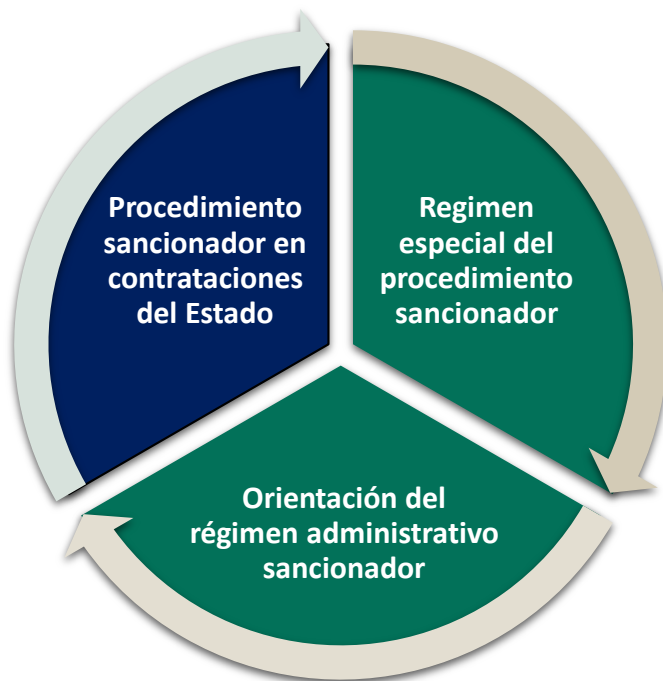 Procedimiento
sancionador en
contrataciones
del Estado
Regimen
especial del
procedimiento
sancionador
Orientación del
régimen administrativo
sancionador